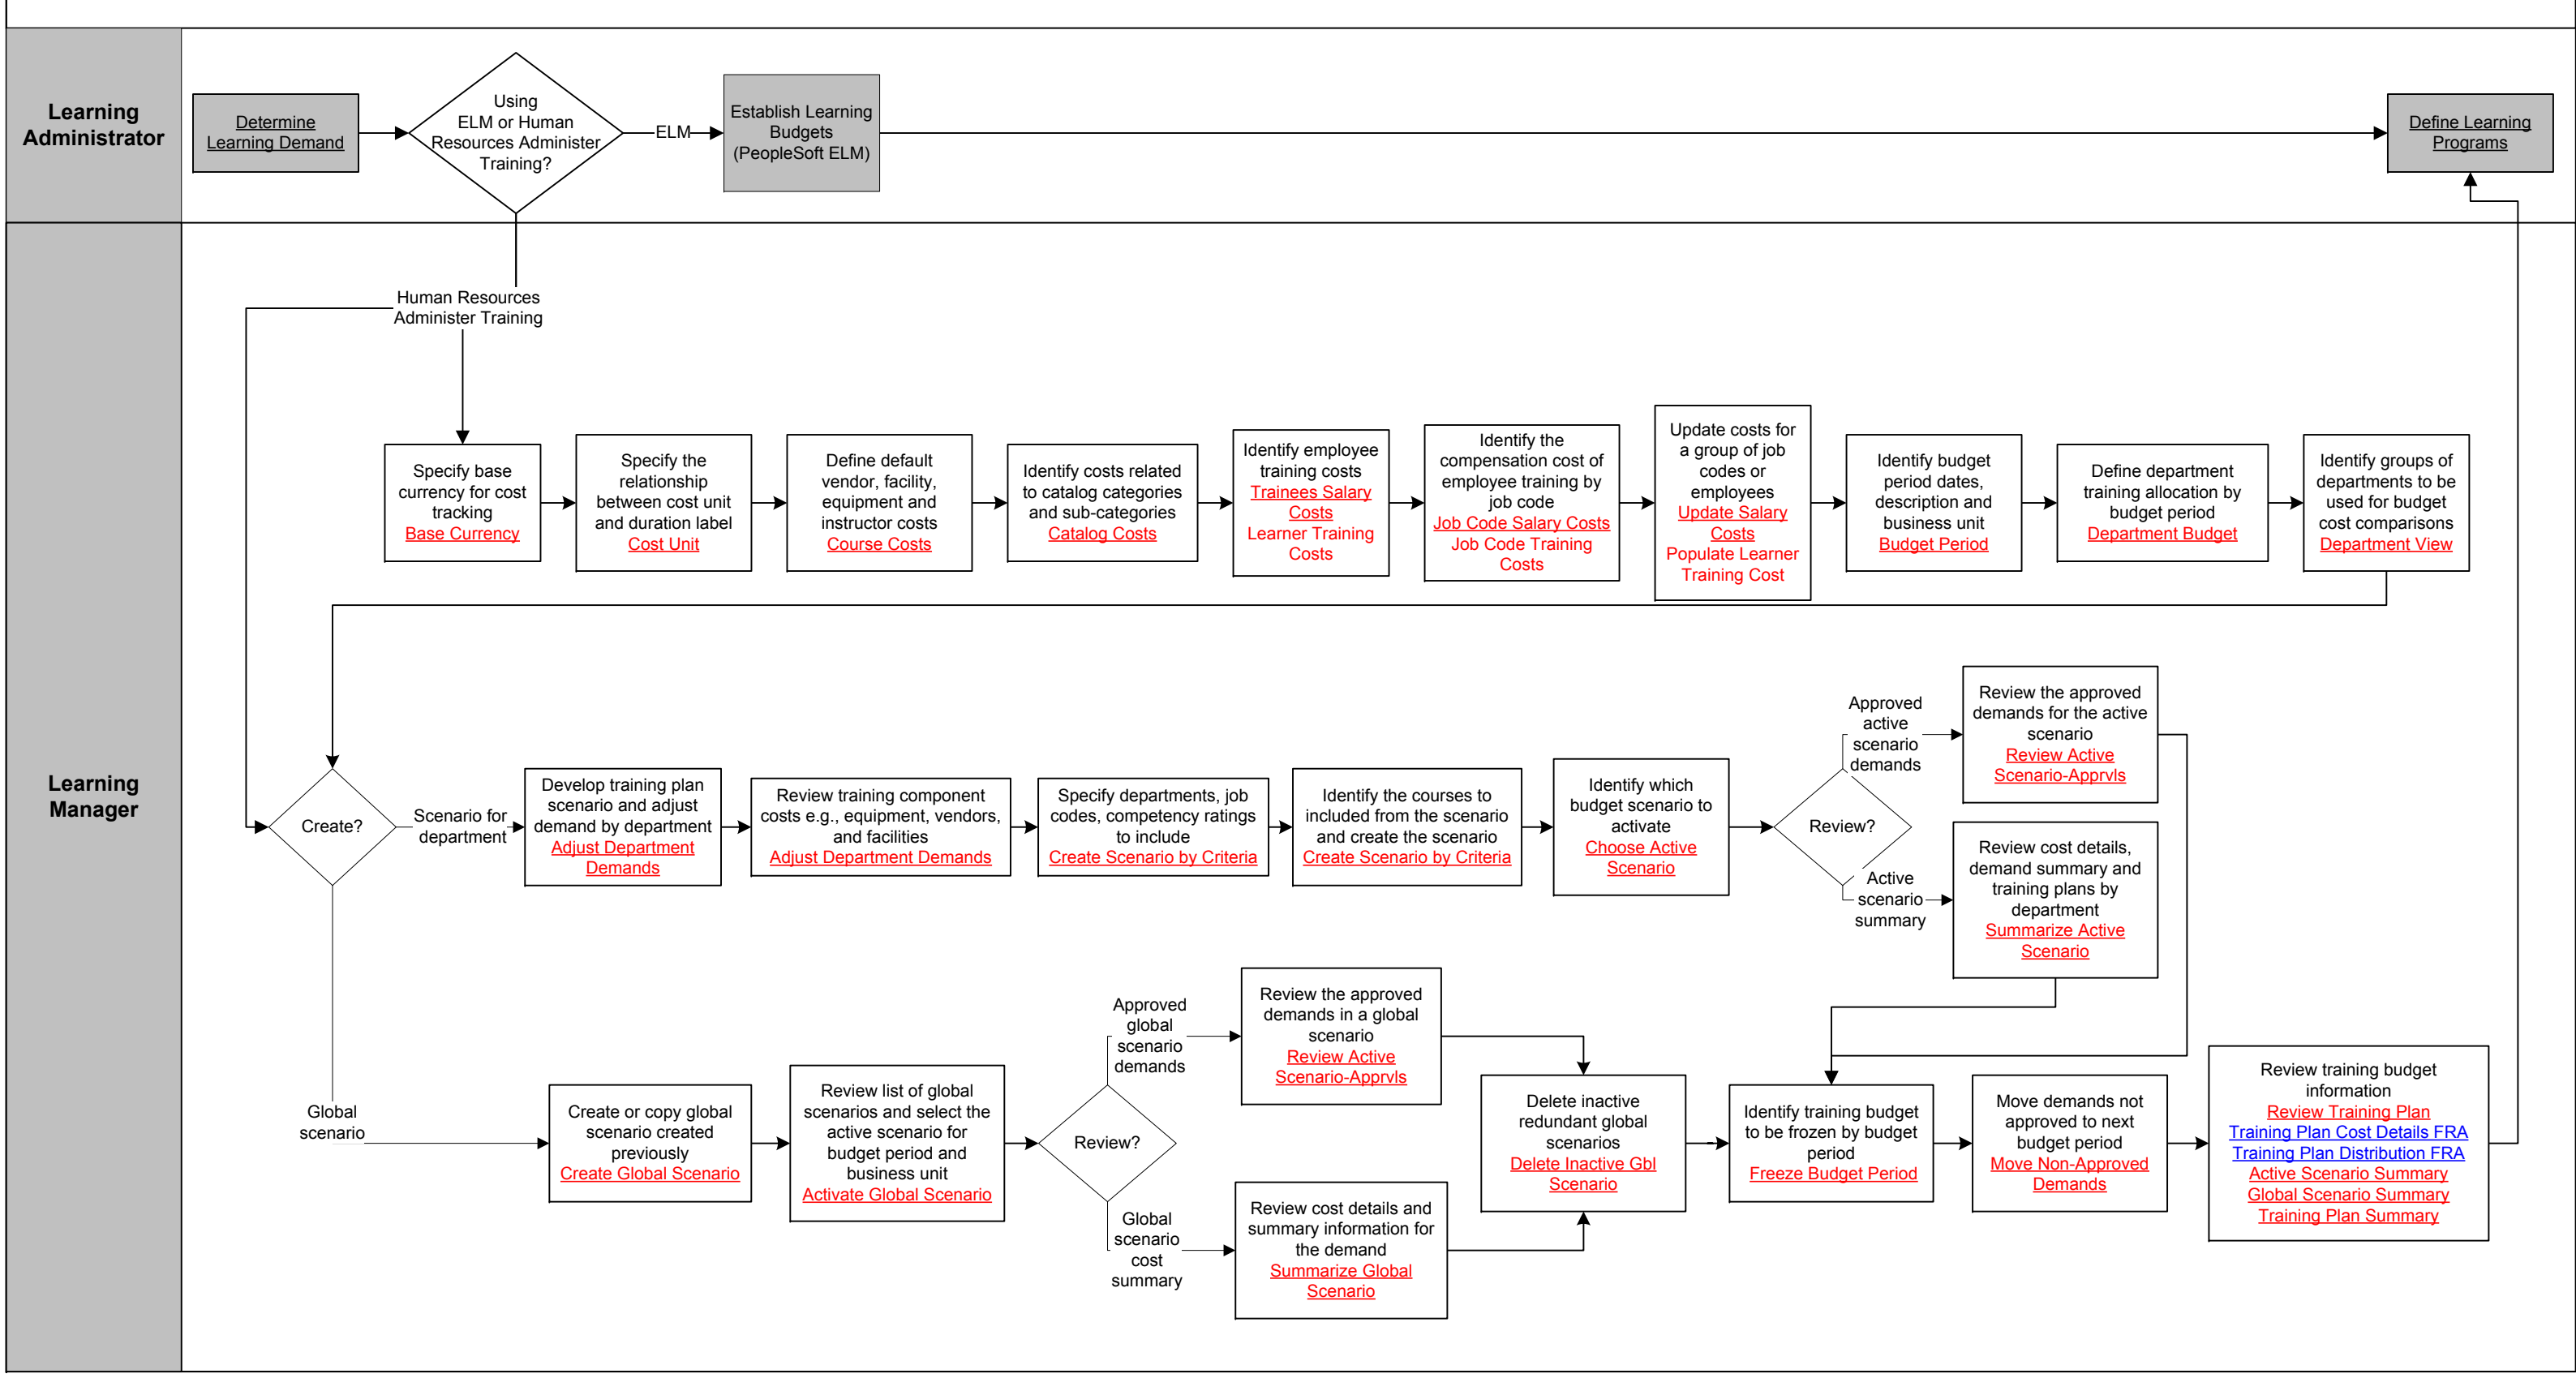 Learning
Administrator
Determine
Learning Demand
Using
ELM or Human
Resources Administer
Training?
ELM
Establish Learning
Budgets
(PeopleSoft ELM)
Define Learning
Programs
Human Resources
Administer Training
Learning
Manager
Specify base
currency for cost
tracking
Base Currency
Specify the
relationship
between cost unit
and duration label
Cost Unit
Define default
vendor, facility,
equipment and
instructor costs
Course Costs
Identify costs related
to catalog categories
and sub-categories
Catalog Costs
Identify employee
training costs
Trainees Salary
Costs
Learner Training
Costs
Identify the
compensation cost of
employee training by
job code
Job Code Salary Costs
Job Code Training
Costs
Update costs for
a group of job
codes or
employees
Update Salary
Costs
Populate Learner
Training Cost
Identify budget
period dates,
description and
business unit
Budget Period
Define department
training allocation by
budget period
Department Budget
Identify groups of
departments to be
used for budget
cost comparisons
Department View
Create?
Scenario for
department
Develop training plan
scenario and adjust
demand by department
Adjust Department
Demands
Review training component
costs e.g., equipment, vendors,
and facilities
Adjust Department Demands
Specify departments, job
codes, competency ratings
to include
Create Scenario by Criteria
Identify the courses to
included from the scenario
and create the scenario
Create Scenario by Criteria
Identify which
budget scenario to
activate
Choose Active
Scenario
Review?
Approved
active
scenario
demands
Review the approved
demands for the active
scenario
Review Active
Scenario-Apprvls
Active
scenario
summary
Review cost details,
demand summary and
training plans by
department
Summarize Active
Scenario
Global
scenario
Create or copy global
scenario created
previously
Create Global Scenario
Review list of global
scenarios and select the
active scenario for
budget period and
business unit
Activate Global Scenario
Review?
Approved
global
scenario
demands
Review the approved
demands in a global
scenario
Review Active
Scenario-Apprvls
Global
scenario
cost
summary
Review cost details and
summary information for
the demand
Summarize Global
Scenario
Delete inactive
redundant global
scenarios
Delete Inactive Gbl
Scenario
Identify training budget
to be frozen by budget
period
Freeze Budget Period
Move demands not
approved to next
budget period
Move Non-Approved
Demands
Review training budget
information
Review Training Plan
Training Plan Cost Details FRA
Training Plan Distribution FRA
Active Scenario Summary
Global Scenario Summary
Training Plan Summary